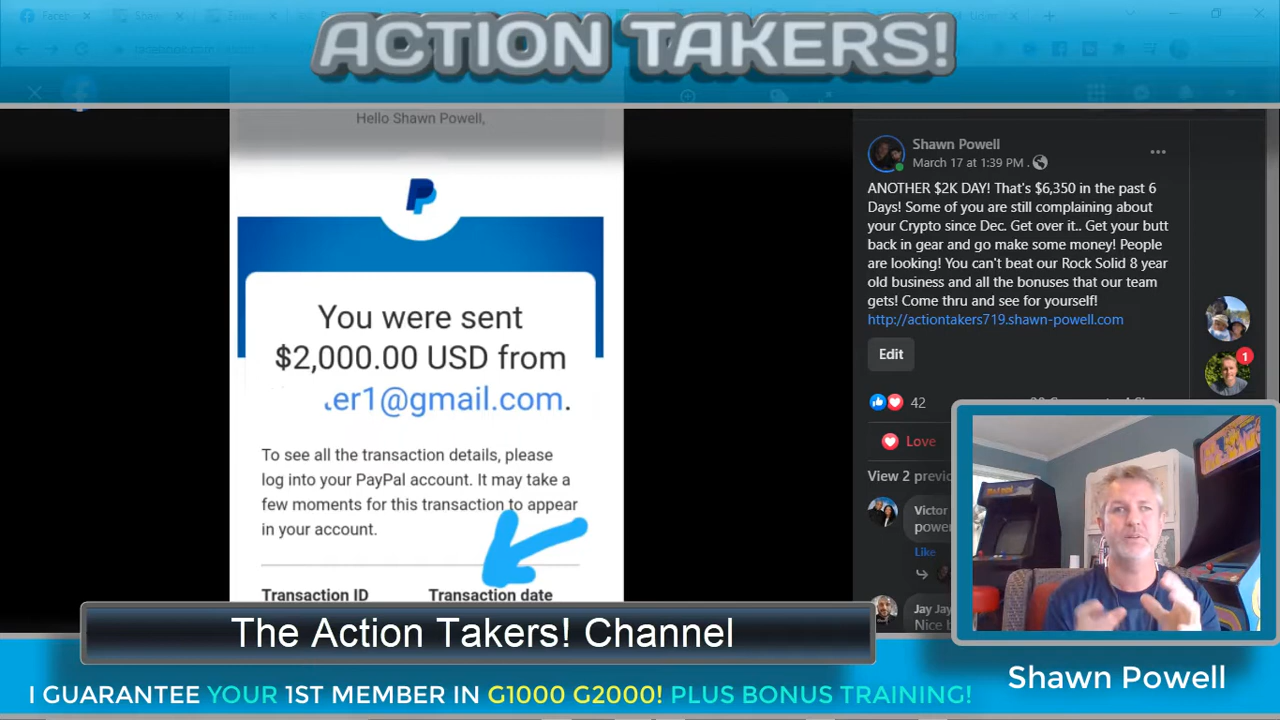 ACTION TAKERS!
Hello Shawn Powell,
You were sent
$2,000.00 USD from
er1@gmail.com.
To see all the transaction details, please
log into your PayPal account. It may take a
few moments for this transaction to appear
in your account.
Transaction ID
Transaction date
Shawn Powell
March 17 at 1:39 PM .
ANOTHER $2K DAY! That's $6,350 in the past 6
Days! Some of you are still complaining about
your Crypto since Dec. Get over it.. Get your butt
back in gear and go make some money! People
are looking! You can't beat our Rock Solid 8 year
old business and all the bonuses that our team
gets! Come thru and see for yourself!
http://actiontakers719.shawn-powell.com
Edit
42
Love
View 2 previ
Victor
power
Like
Jay Jay
Nice
1
The Action Takers! Channel
Shawn Powell
I GUARANTEE YOUR 1ST MEMBER IN G1000 G2000! PLUS BONUS TRAINING!